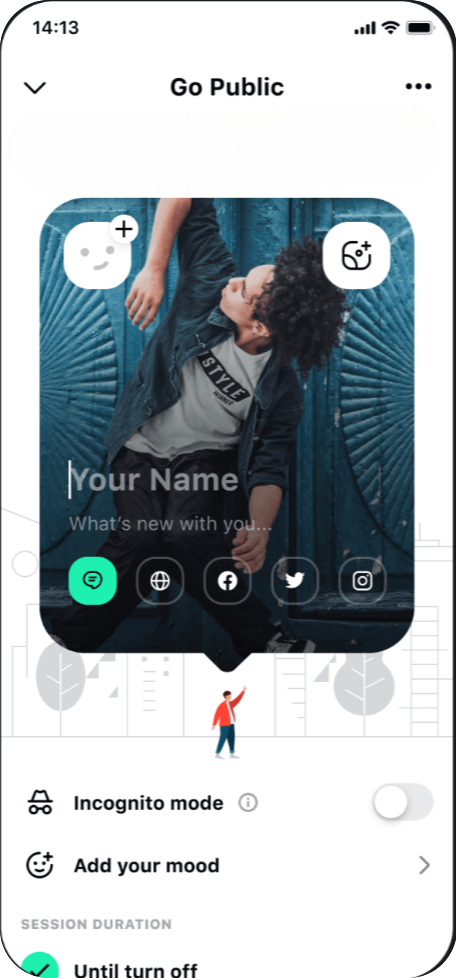 14:13
Go Public
STYLE
Your Name
What's new with you...
Incognito mode
Add your mood
SESSION DURATION
Until turn off